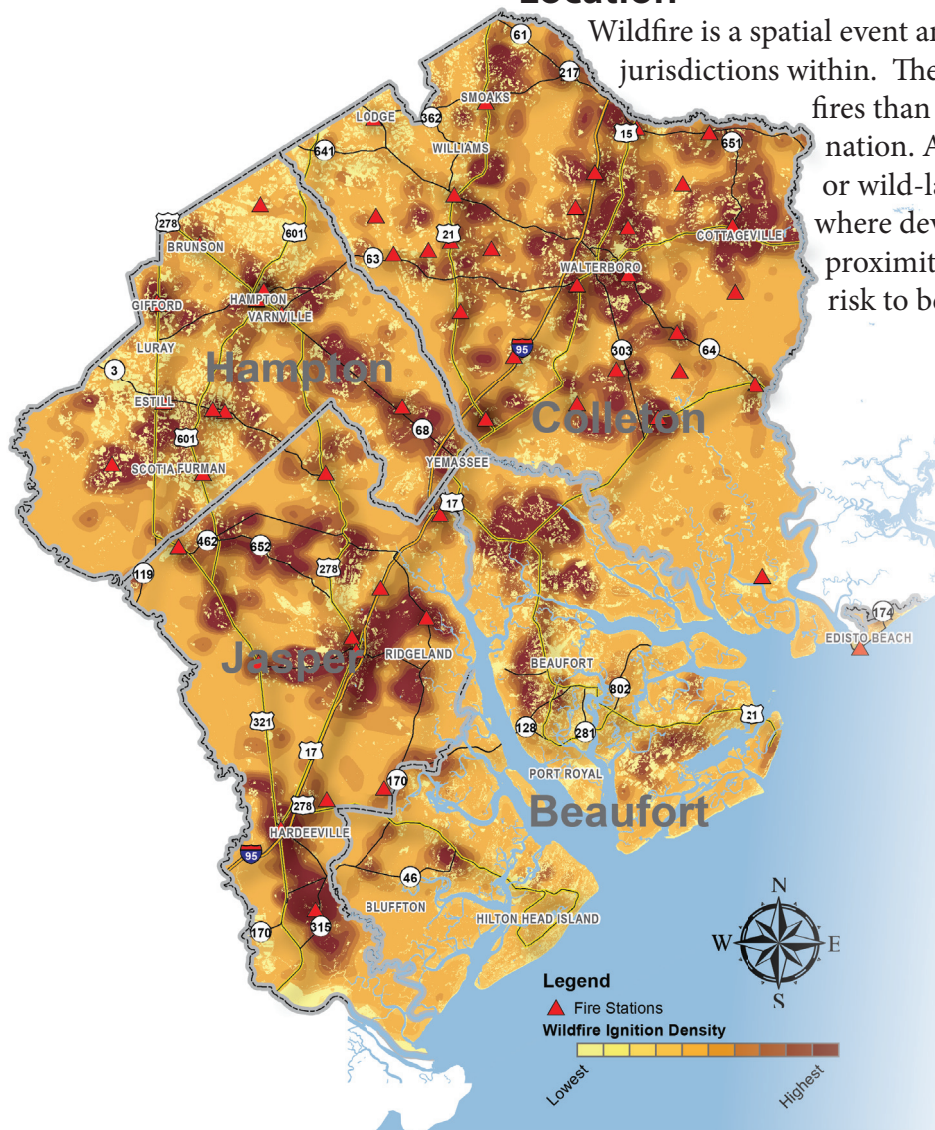 Location
Wildfire is a spatial event an
jurisdictions within. The
fires than
nation. A
or wild-la
where dev
proximit
risk to be
61
217
SMOAKS
LODGE
362
15
641
WILLIAMS
651
278
601
21
COTTAGEVILLE
BRUNSON
63
WALTERBORO
GIFFORD
HAMPTON
VARNVILLE
LURAY
95
303
64
3
Hampton
ESTILL
Colleton
68
601
YEMASSEE
SCOTIA
FURMAN
17
462
652
119
278
174
EDISTO BEACH
Jasper
RIDGELAND
BEAUFORT
802
321
128
281
21
17
PORT ROYAL
170
278
Beaufort
HARDEEVILLE
95
46
BLUFFTON
HILTON HEAD ISLAND
170
315
N
W
E
S
Legend
Fire Stations
Wildfire Ignition Density
Lowest
Highest